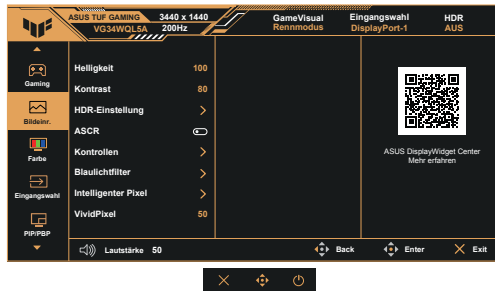 ASUS TUF GAMING 3440 x 1440
VG34WQL5A 200Hz
GameVisual
Rennmodus
Eingangswahl
DisplayPort-1
HDR
AUS
Gaming
Bildeinr.
Farbe
Eingangswahl
PIP/PBP
Helligkeit 100
Kontrast 80
HDR-Einstellung
ASCR
Kontrollen
Blaulichtfilter
Intelligenter Pixel
VividPixel 50
ASUS DisplayWidget Center
Mehr erfahren
Lautstärke 50
Back
Enter
Exit